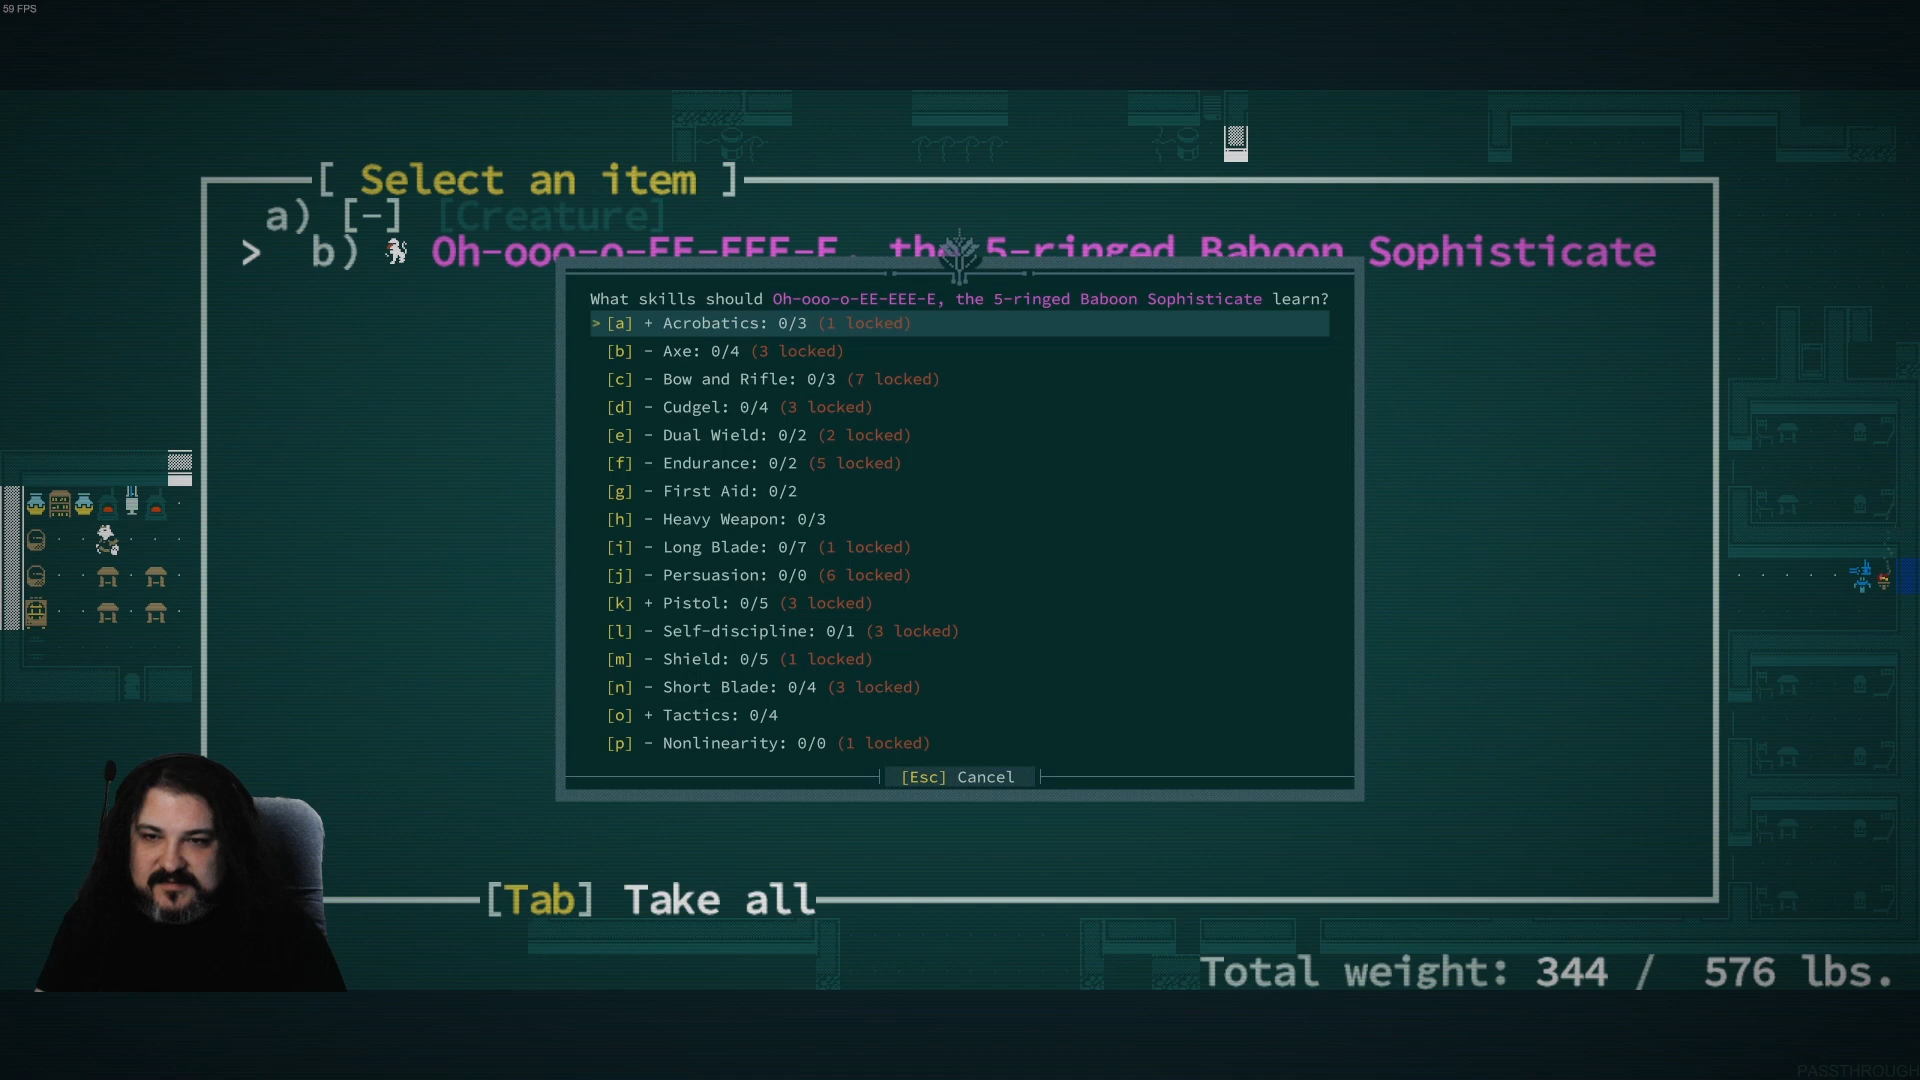 59 FPS
[ Select an item ]
a) [-] [Creature]
> b) Oh-ooo-o-EE-EEE-E, the 5-ringed Baboon Sophisticate
What skills should Oh-ooo-o-EE-EEE-E, the 5-ringed Baboon Sophisticate learn?
> [a] + Acrobatics: 0/3 (1 locked)
[b] - Axe: 0/4 (3 locked)
[c] - Bow and Rifle: 0/3 (7 locked)
[d] - Cudgel: 0/4 (3 locked)
[e] - Dual Wield: 0/2 (2 locked)
[f] - Endurance: 0/2 (5 locked)
[g] - First Aid: 0/2
[h] - Heavy Weapon: 0/3
[i] - Long Blade: 0/7 (1 locked)
[j] - Persuasion: 0/0 (6 locked)
[k] + Pistol: 0/5 (3 locked)
[l] - Self-discipline: 0/1 (3 locked)
[m] - Shield: 0/5 (1 locked)
[n] - Short Blade: 0/4 (3 locked)
[o] + Tactics: 0/4
[p] - Nonlinearity: 0/0 (1 locked)
[Esc] Cancel
[Tab] Take all
Total weight: 344 / 576 lbs.
PASSTHROUGH